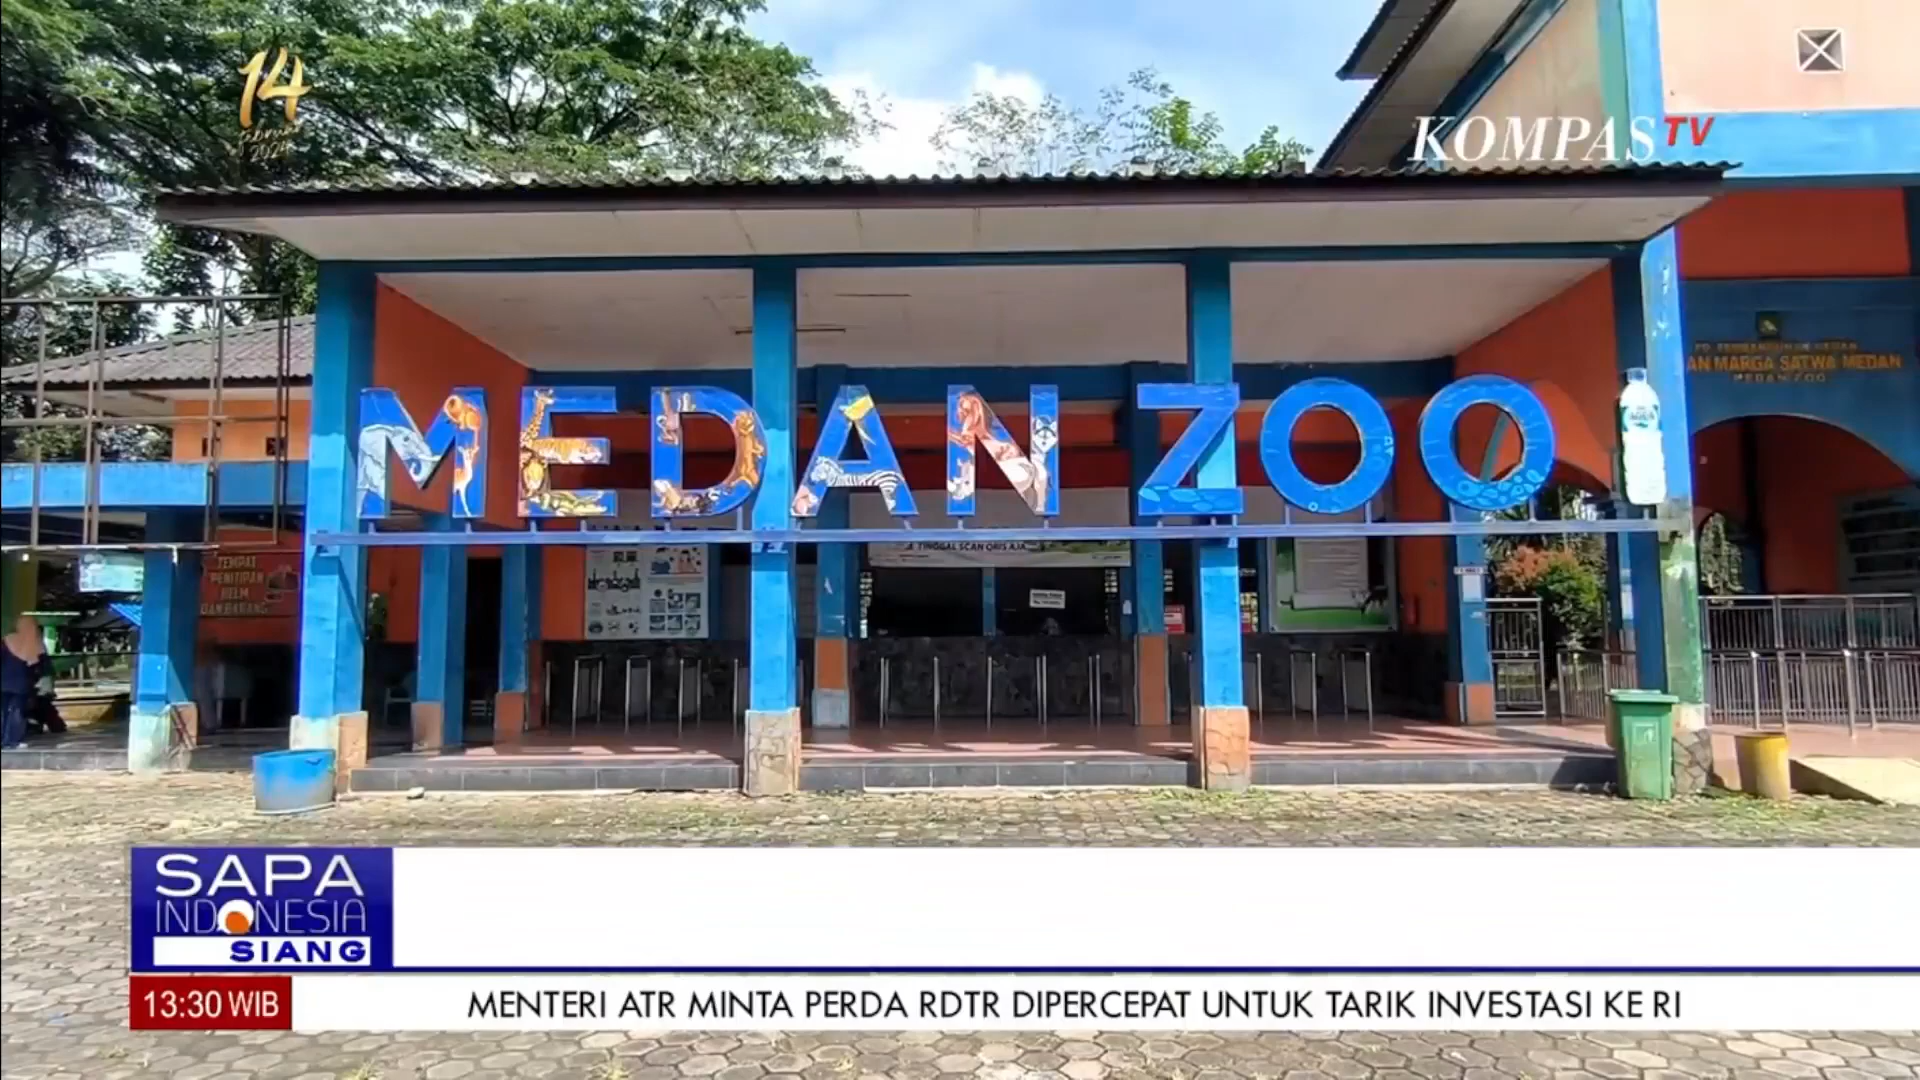 14
Februari
2024
KOMPAS TV
MEDAN ZOO
AN MARGA SATWA MEDAN
MEDAN ZOO
TEMPAT
PENITIPAN
HELM
DAN BARANG
TINGGAL SCAN QRIS AJA
SAPA
INDONESIA
SIANG
13:30 WIB
MENTERI ATR MINTA PERDA RDTR DIPERCEPAT UNTUK TARIK INVESTASI KE RI